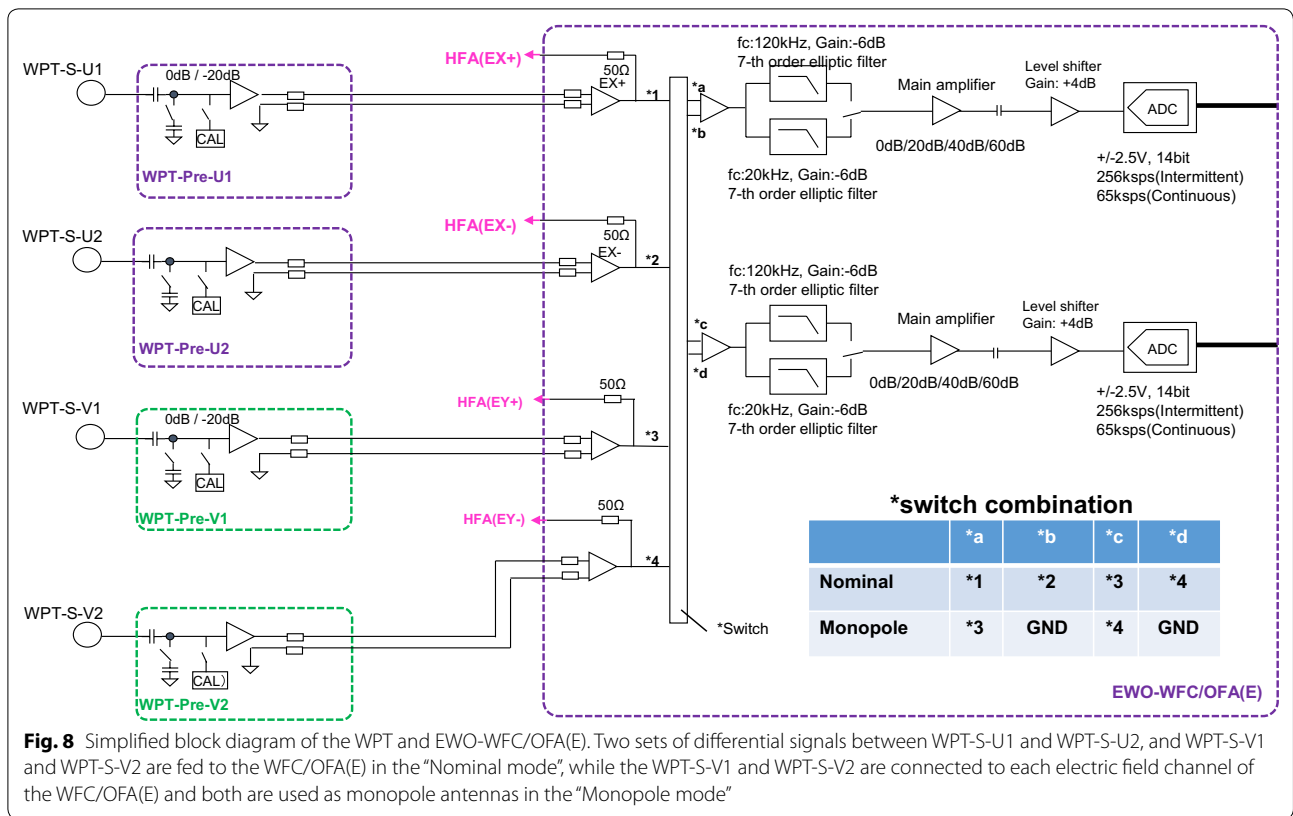 WPT-S-U1
0dB / -20dB
CAL
WPT-Pre-U1
HFA(EX+)
50Ω
EX+
*1
WPT-S-U2
CAL
WPT-Pre-U2
HFA(EX-)
50Ω
EX-
*2
WPT-S-V1
0dB / -20dB
CAL
WPT-Pre-V1
HFA(EY+)
50Ω
*3
WPT-S-V2
CAL)
WPT-Pre-V2
HFA(EY-)
50Ω
*4
*Switch
*a
*b
fc:120kHz, Gain:-6dB
7-th order elliptic filter
fc:20kHz, Gain:-6dB
7-th order elliptic filter
Main amplifier
0dB/20dB/40dB/60dB
Level shifter
Gain: +4dB
ADC
+/-2.5V, 14bit
256ksps(Intermittent)
65ksps(Continuous)
*c
*d
fc:120kHz, Gain:-6dB
7-th order elliptic filter
fc:20kHz, Gain:-6dB
7-th order elliptic filter
Main amplifier
0dB/20dB/40dB/60dB
Level shifter
Gain: +4dB
ADC
+/-2.5V, 14bit
256ksps(Intermittent)
65ksps(Continuous)
*switch combination
*a *b *c *d
Nominal *1 *2 *3 *4
Monopole *3 GND *4 GND
EWO-WFC/OFA(E)
Fig. 8 Simplified block diagram of the WPT and EWO-WFC/OFA(E). Two sets of differential signals between WPT-S-U1 and WPT-S-U2, and WPT-S-V1
and WPT-S-V2 are fed to the WFC/OFA(E) in the “Nominal mode”, while the WPT-S-V1 and WPT-S-V2 are connected to each electric field channel of
the WFC/OFA(E) and both are used as monopole antennas in the “Monopole mode”